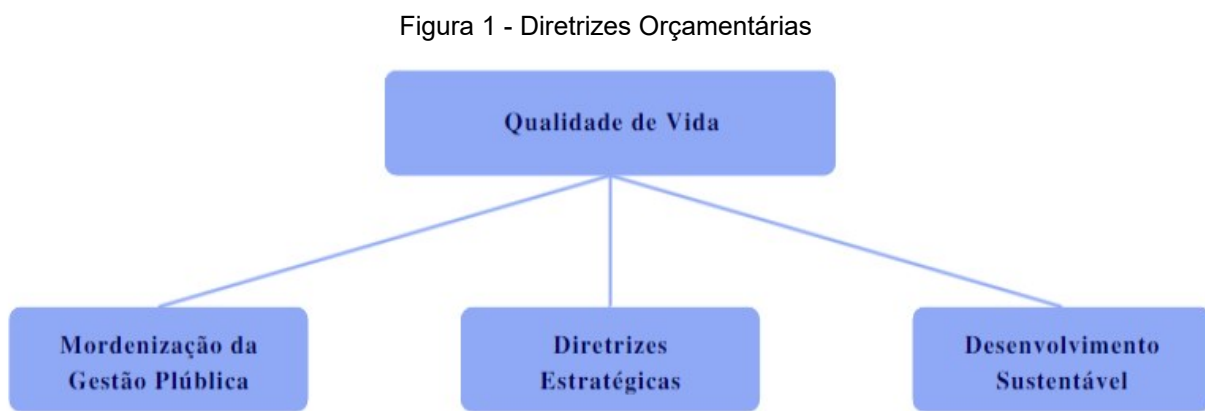 Figura 1 - Diretrizes Orçamentárias
Qualidade de Vida
Mordenização da
Gestão Plública
Diretrizes
Estratégicas
Desenvolvimento
Sustentável